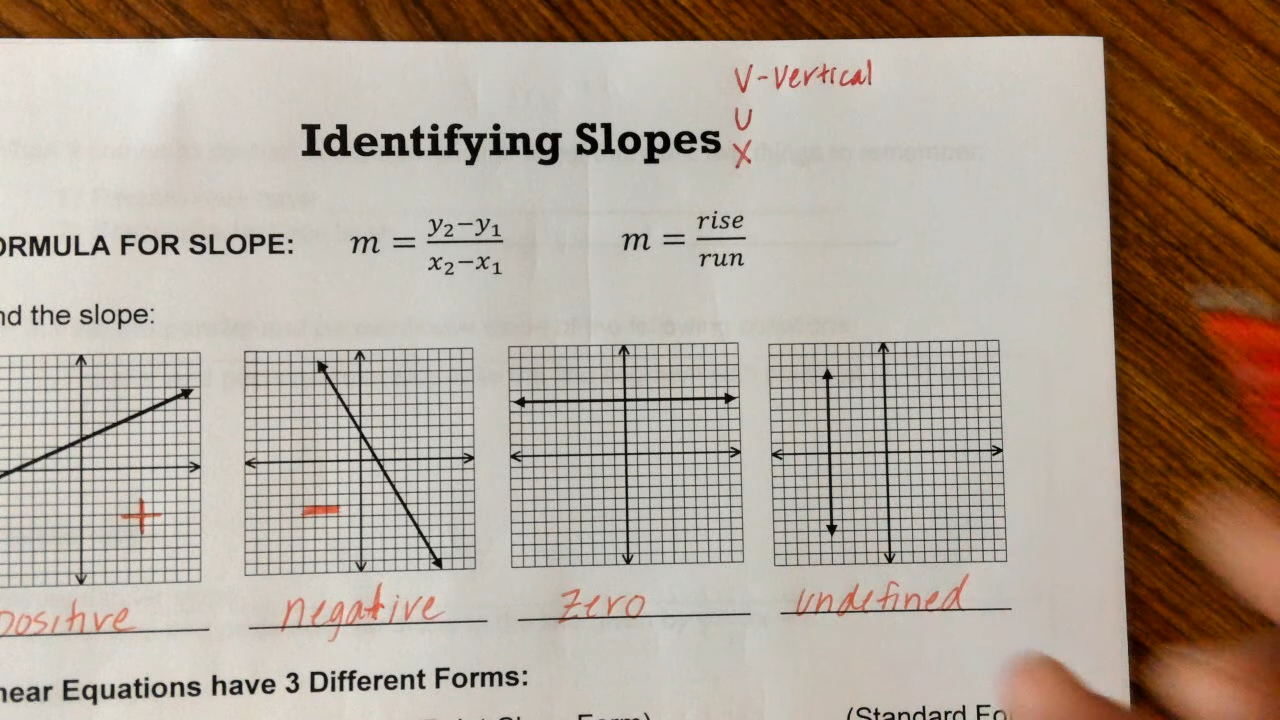 V-Vertical
U
Identifying Slopes
X
ORMULA FOR SLOPE: m = y₂−y₁/x₂−x₁ m = rise/run
nd the slope:
+ −
positive negative zero undefined
near Equations have 3 Different Forms:
(Standard Fo